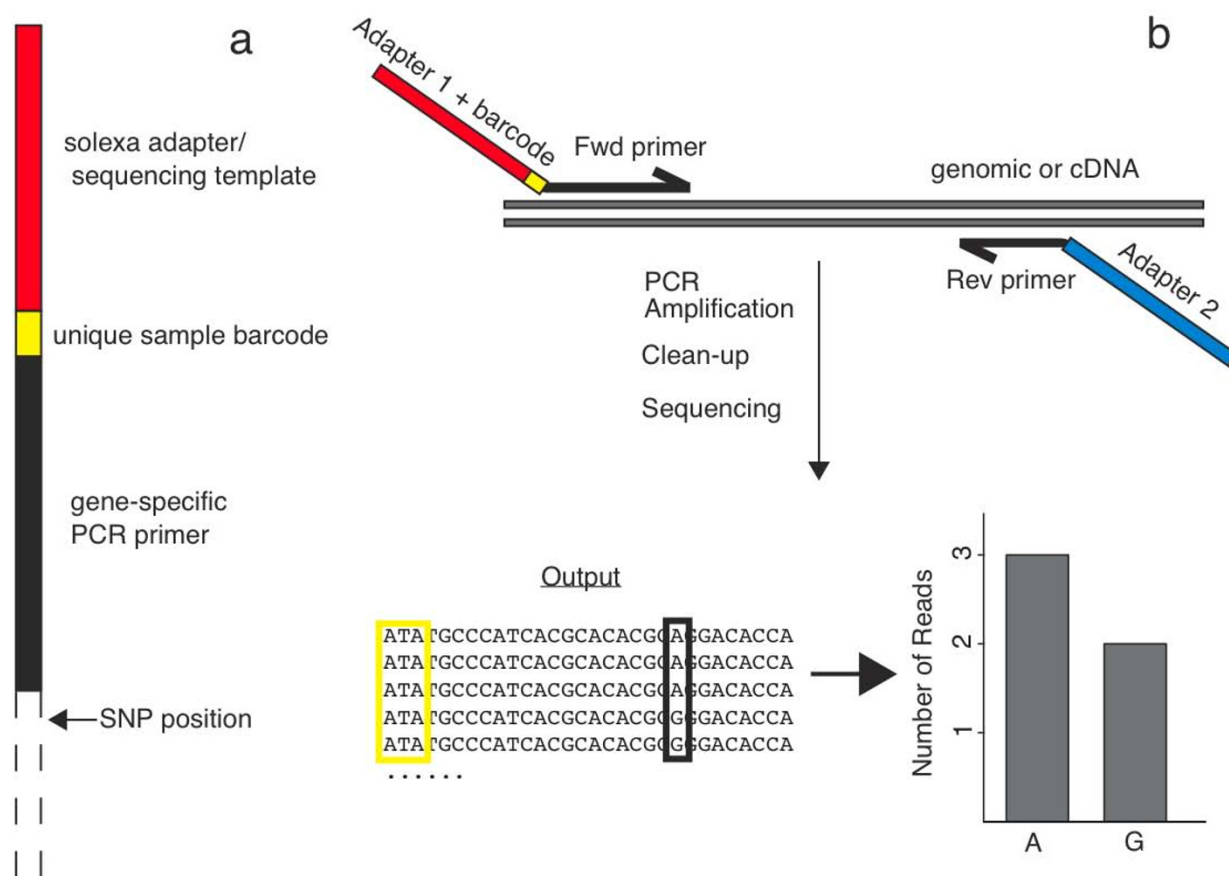 a
solexa adapter/
sequencing template
unique sample barcode
gene-specific
PCR primer
SNP position
b
Adapter 1 + barcode
Fwd primer
genomic or cDNA
Rev primer
Adapter 2
PCR
Amplification
Clean-up
Sequencing
Output
ATATGCCCATCACGCACACGCAGGACACCA
ATATGCCCATCACGCACACGCAGGACACCA
ATATGCCCATCACGCACACGCAGGACACCA
ATATGCCCATCACGCACACGCGGGACACCA
ATATGCCCATCACGCACACGCGGGACACCA
......
Number of Reads
3
2
1
A
G